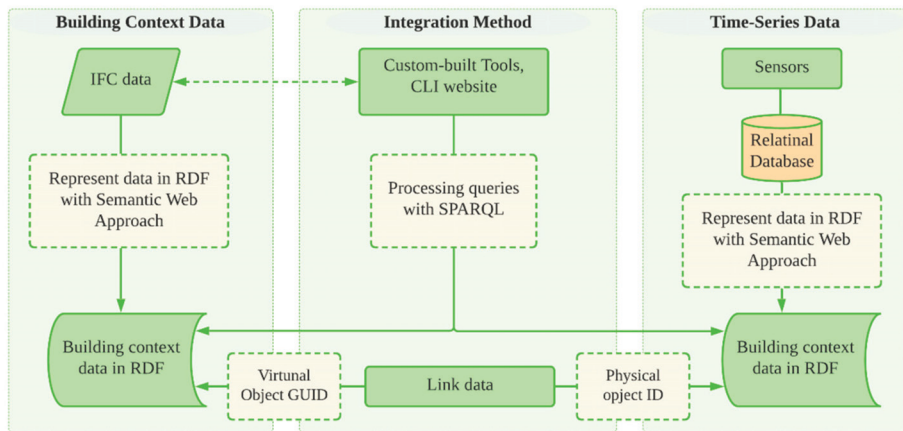 Building Context Data
Integration Method
Time-Series Data
IFC data
Custom-built Tools,
CLI website
Sensors
Relatinal
Database
Represent data in RDF
with Semantic Web
Approach
Processing queries
with SPARQL
Represent data in RDF
with Semantic Web
Approach
Building context
data in RDF
Building context
data in RDF
Virtunal
Object GUID
Link data
Physical
opject ID